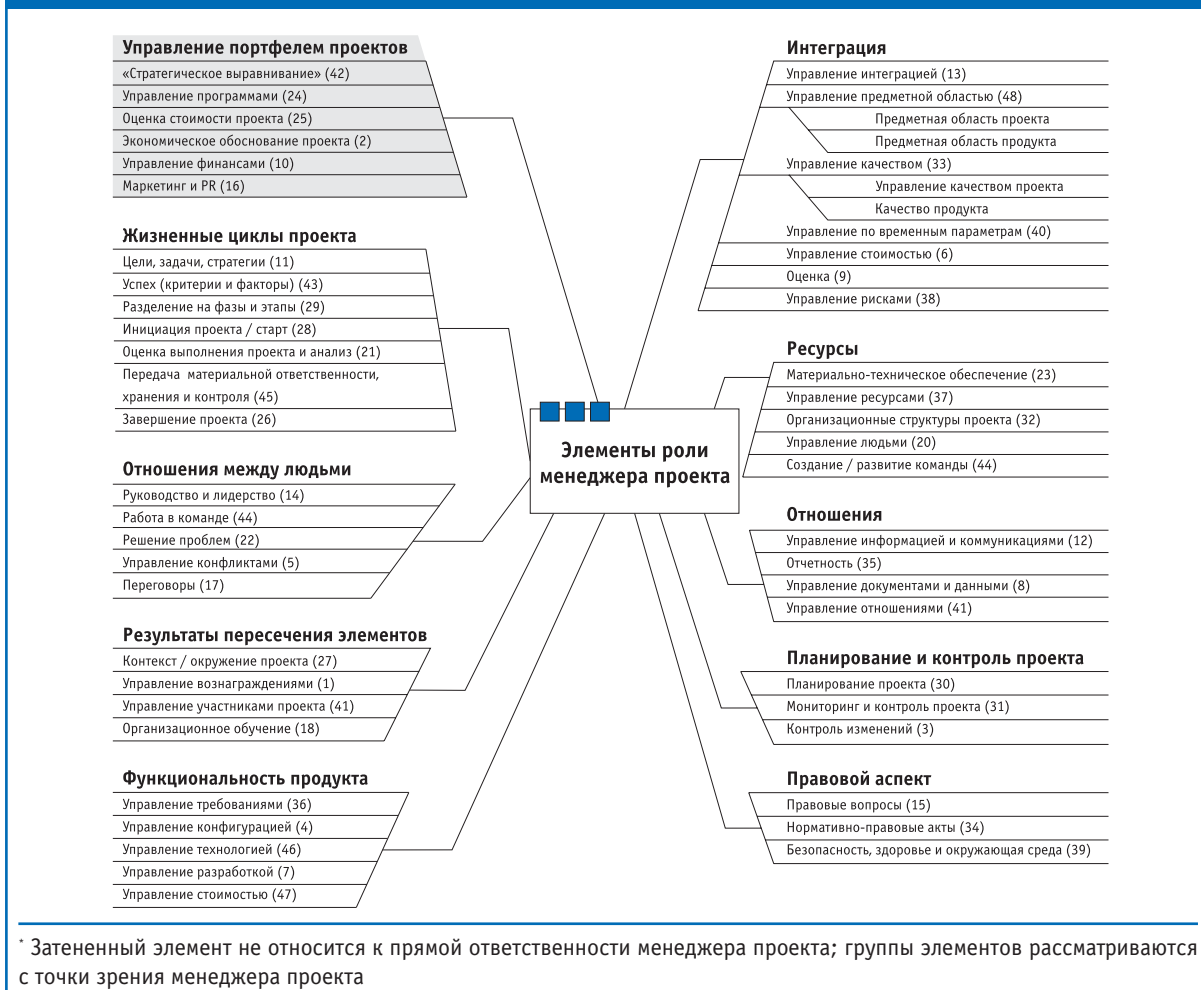 Управление портфелем проектов
«Стратегическое выравнивание» (42)
Управление программами (24)
Оценка стоимости проекта (25)
Экономическое обоснование проекта (2)
Управление финансами (10)
Маркетинг и PR (16)
Жизненные циклы проекта
Цели, задачи, стратегии (11)
Успех (критерии и факторы) (43)
Разделение на фазы и этапы (29)
Инициация проекта / старт (28)
Оценка выполнения проекта и анализ (21)
Передача материальной ответственности,
хранения и контроля (45)
Завершение проекта (26)
Отношения между людьми
Руководство и лидерство (14)
Работа в команде (44)
Решение проблем (22)
Управление конфликтами (5)
Переговоры (17)
Результаты пересечения элементов
Контекст / окружение проекта (27)
Управление вознаграждениями (1)
Управление участниками проекта (41)
Организационное обучение (18)
Функциональность продукта
Управление требованиями (36)
Управление конфигурацией (4)
Управление технологией (46)
Управление разработкой (7)
Управление стоимостью (47)
Элементы роли
менеджера проекта
Интеграция
Управление интеграцией (13)
Управление предметной областью (48)
Предметная область проекта
Предметная область продукта
Управление качеством (33)
Управление качеством проекта
Качество продукта
Управление по временным параметрам (40)
Управление стоимостью (6)
Оценка (9)
Управление рисками (38)
Ресурсы
Материально-техническое обеспечение (23)
Управление ресурсами (37)
Организационные структуры проекта (32)
Управление людьми (20)
Создание / развитие команды (44)
Отношения
Управление информацией и коммуникациями (12)
Отчетность (35)
Управление документами и данными (8)
Управление отношениями (41)
Планирование и контроль проекта
Планирование проекта (30)
Мониторинг и контроль проекта (31)
Контроль изменений (3)
Правовой аспект
Правовые вопросы (15)
Нормативно-правовые акты (34)
Безопасность, здоровье и окружающая среда (39)
* Затененный элемент не относится к прямой ответственности менеджера проекта; группы элементов рассматриваются
с точки зрения менеджера проекта